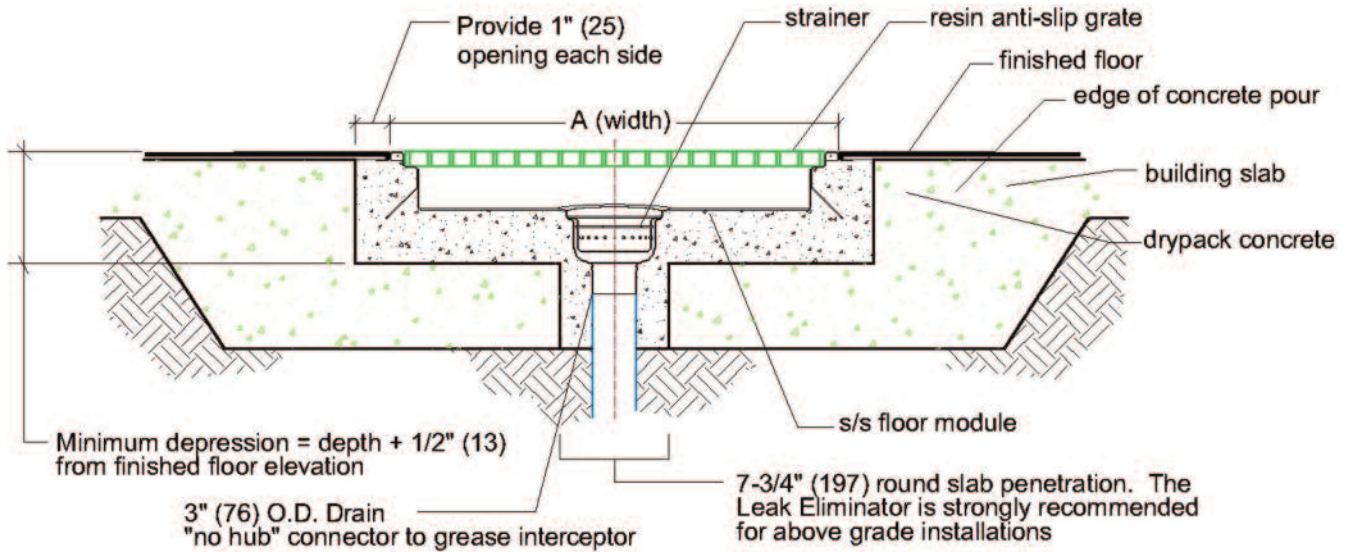 Provide 1" (25)
opening each side
strainer
resin anti-slip grate
finished floor
edge of concrete pour
A (width)
building slab
drypack concrete
s/s floor module
Minimum depression = depth + 1/2" (13)
from finished floor elevation
3" (76) O.D. Drain
"no hub" connector to grease interceptor
7-3/4" (197) round slab penetration. The
Leak Eliminator is strongly recommended
for above grade installations